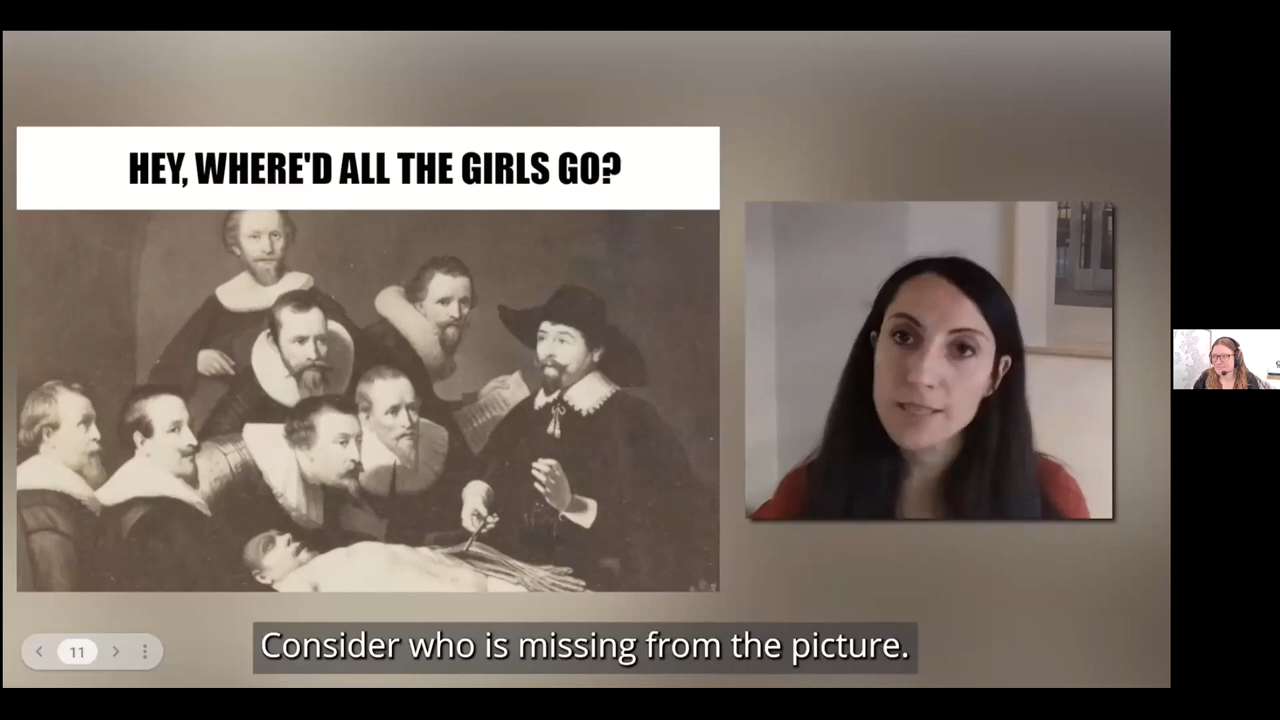 HEY, WHERE'D ALL THE GIRLS GO?
11
Consider who is missing from the picture.